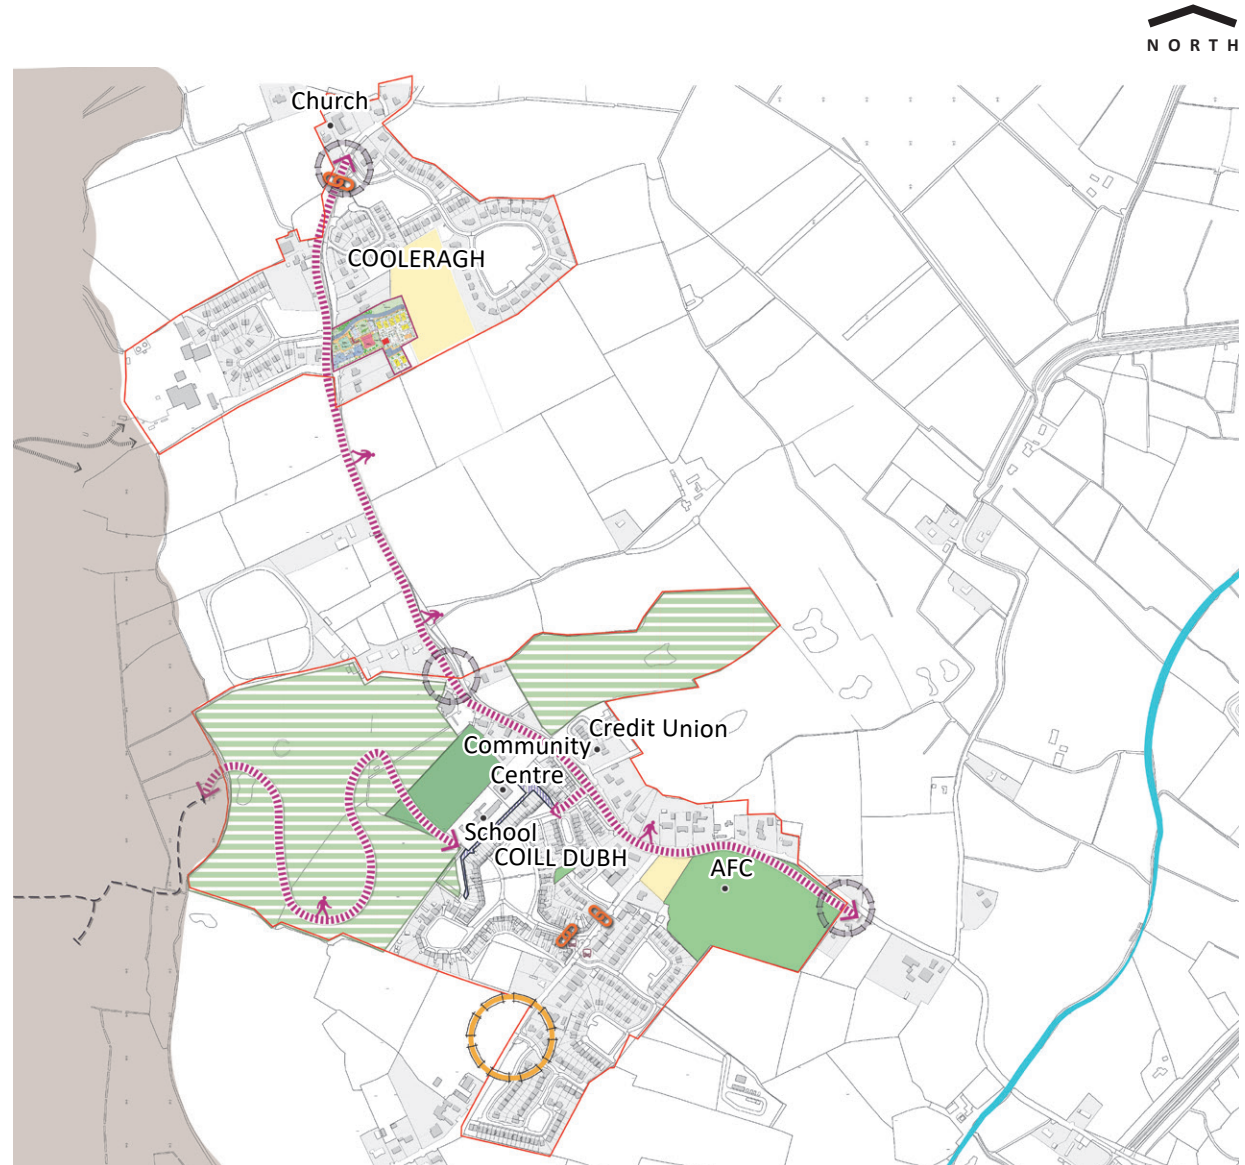 NORTH
Church
COOLERAGH
Credit Union
Community
Centre
School
COILL DUBH
AFC